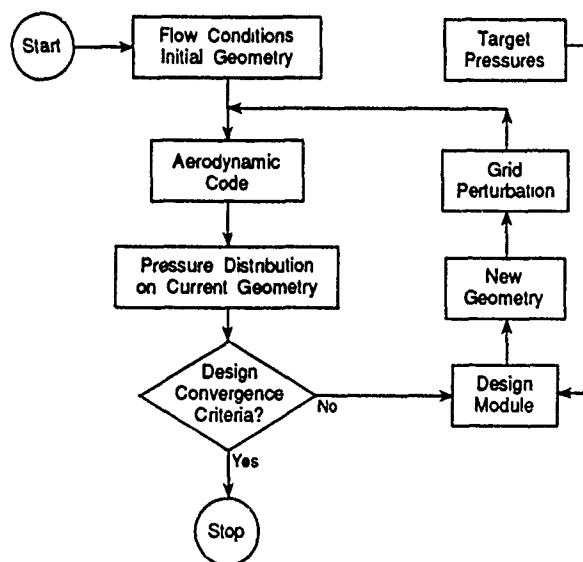 Start
Flow Conditions
Initial Geometry
Target
Pressures
Aerodynamic
Code
Grid
Perturbation
Pressure Distribution
on Current Geometry
New
Geometry
Design
Convergence
Criteria?
No
Design
Module
Yes
Stop